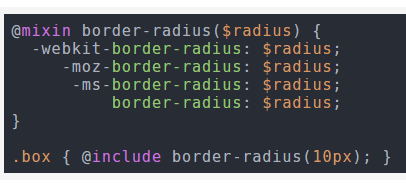 @mixin border-radius($radius) {
  -webkit-border-radius: $radius;
     -moz-border-radius: $radius;
      -ms-border-radius: $radius;
          border-radius: $radius;
}

.box { @include border-radius(10px); }